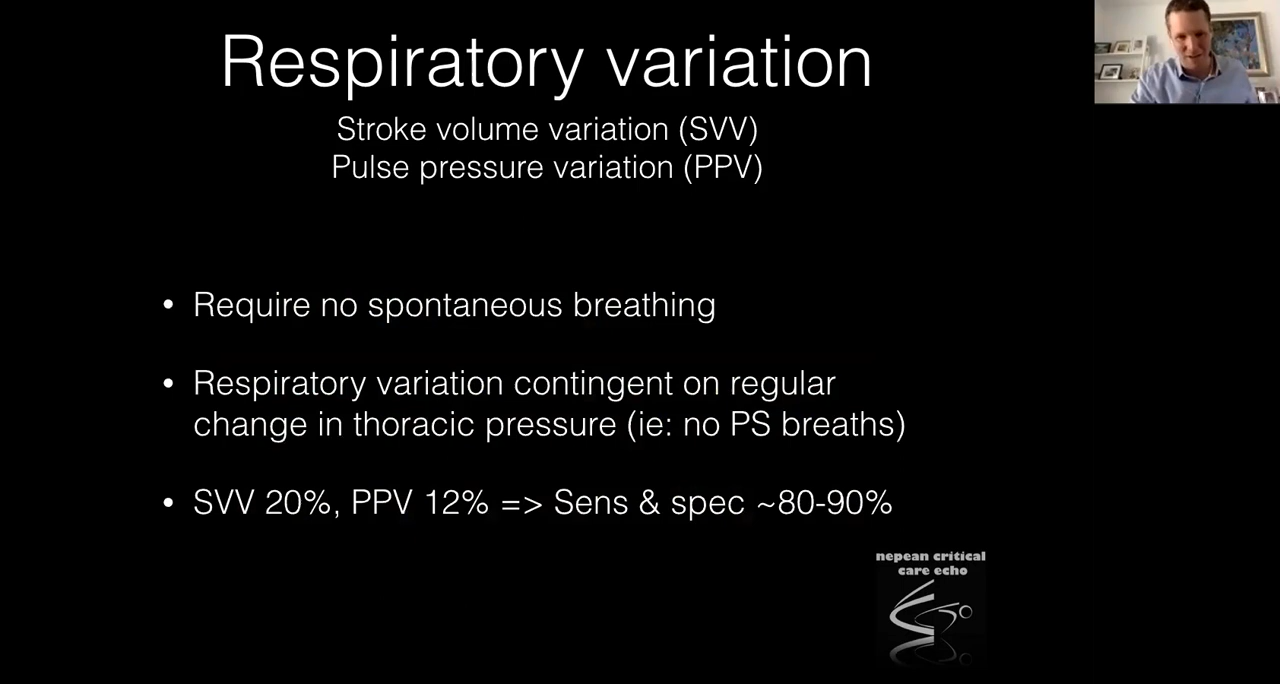 Respiratory variation
Stroke volume variation (SVV)
Pulse pressure variation (PPV)
• Require no spontaneous breathing
• Respiratory variation contingent on regular
change in thoracic pressure (ie: no PS breaths)
• SVV 20%, PPV 12% => Sens & spec ~80-90%
nepean critical
care echo